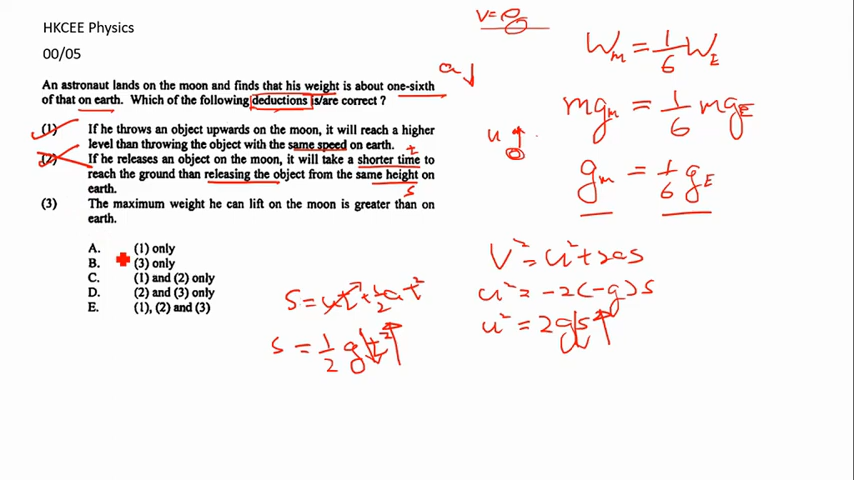 HKCEE Physics
00/05
An astronaut lands on the moon and finds that his weight is about one-sixth
of that on earth. Which of the following deductions is/are correct ?
(1) If he throws an object upwards on the moon, it will reach a higher
level than throwing the object with the same speed on earth.
(2) If he releases an object on the moon, it will take a shorter time to
reach the ground than releasing the object from the same height on
earth.
(3) The maximum weight he can lift on the moon is greater than on
earth.
A. (1) only
B. (3) only
C. (1) and (2) only
D. (2) and (3) only
E. (1), (2) and (3)
a↓
t
s
V=0
u↑
W_M = 1/6 W_E
mg_m = 1/6 mg_E
g_m = 1/6 g_E
V² = u² + 2as
u² = -2(-g)s
u² = 2g↓s↑
S = ut + 1/2 at²
s = 1/2 g↓t²↑